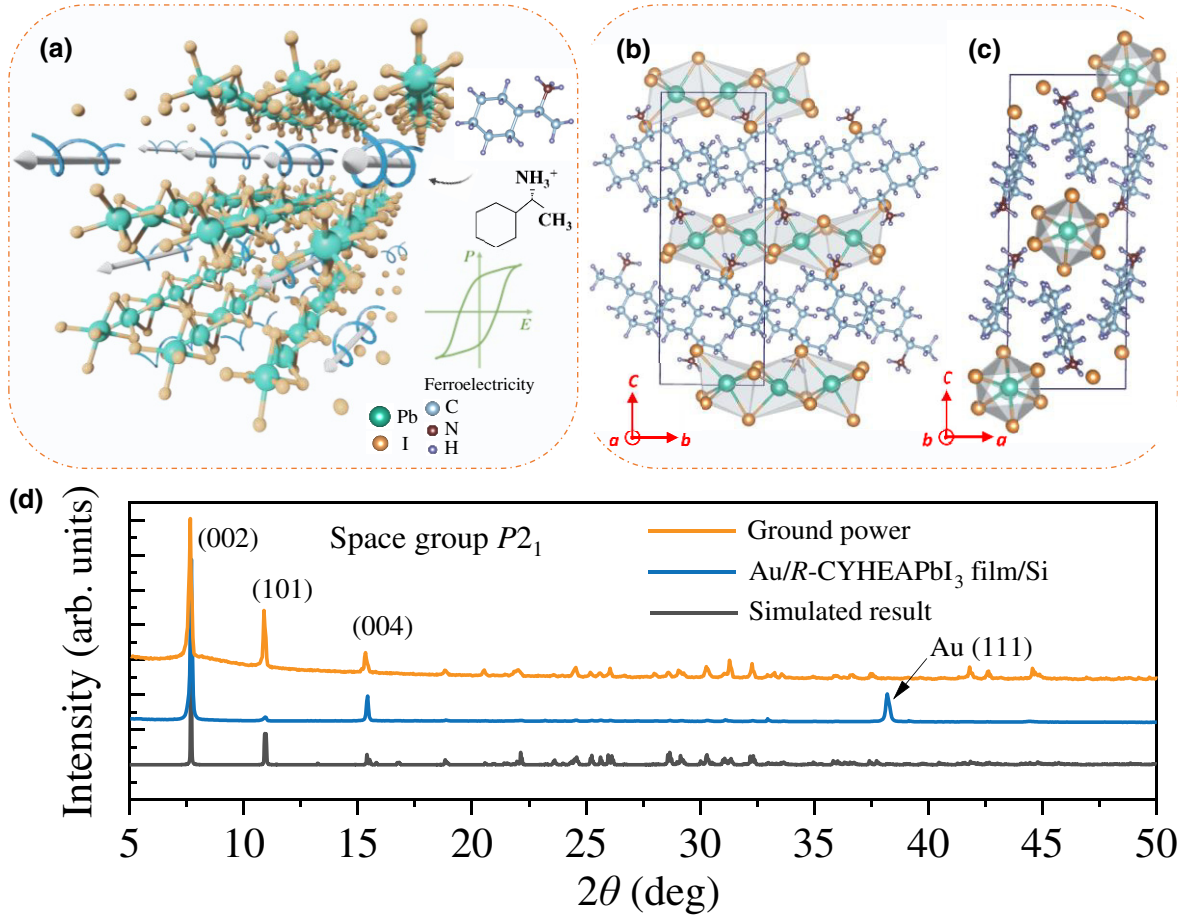 (a)
NH₃⁺
CH₃
P
E
Ferroelectricity
Pb
C
N
I
H
(b)
c
a
b
(c)
c
b
a
(d)
Intensity (arb. units)
(002)
(101)
(004)
Space group P2₁
Ground power
Au/R-CYHEAPbI₃ film/Si
Simulated result
Au (111)
5 10 15 20 25 30 35 40 45 50
2θ (deg)